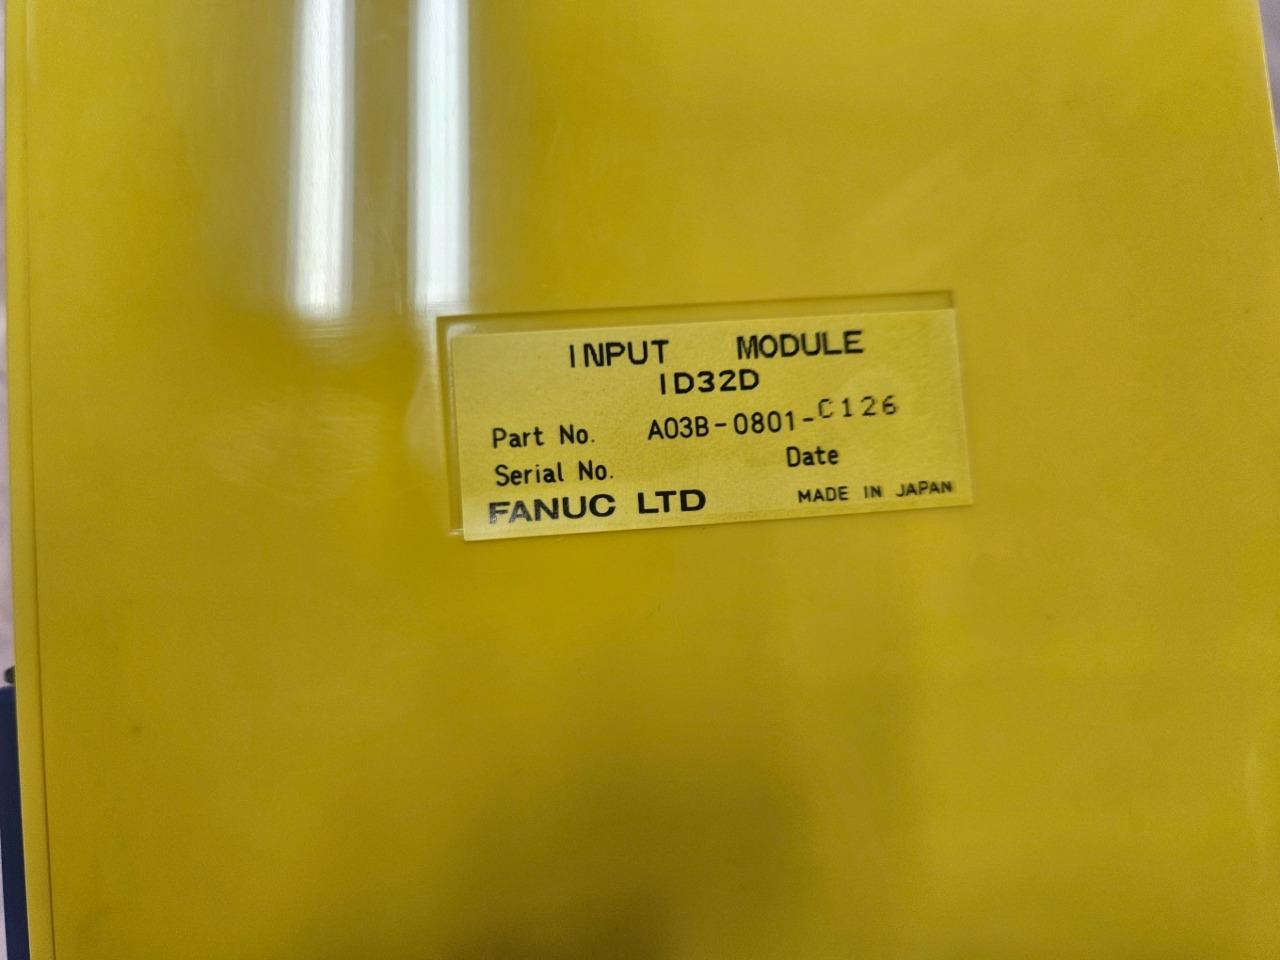 INPUT MODULE
ID32D
Part No. A03B-0801-C126
Serial No. Date
FANUC LTD MADE IN JAPAN